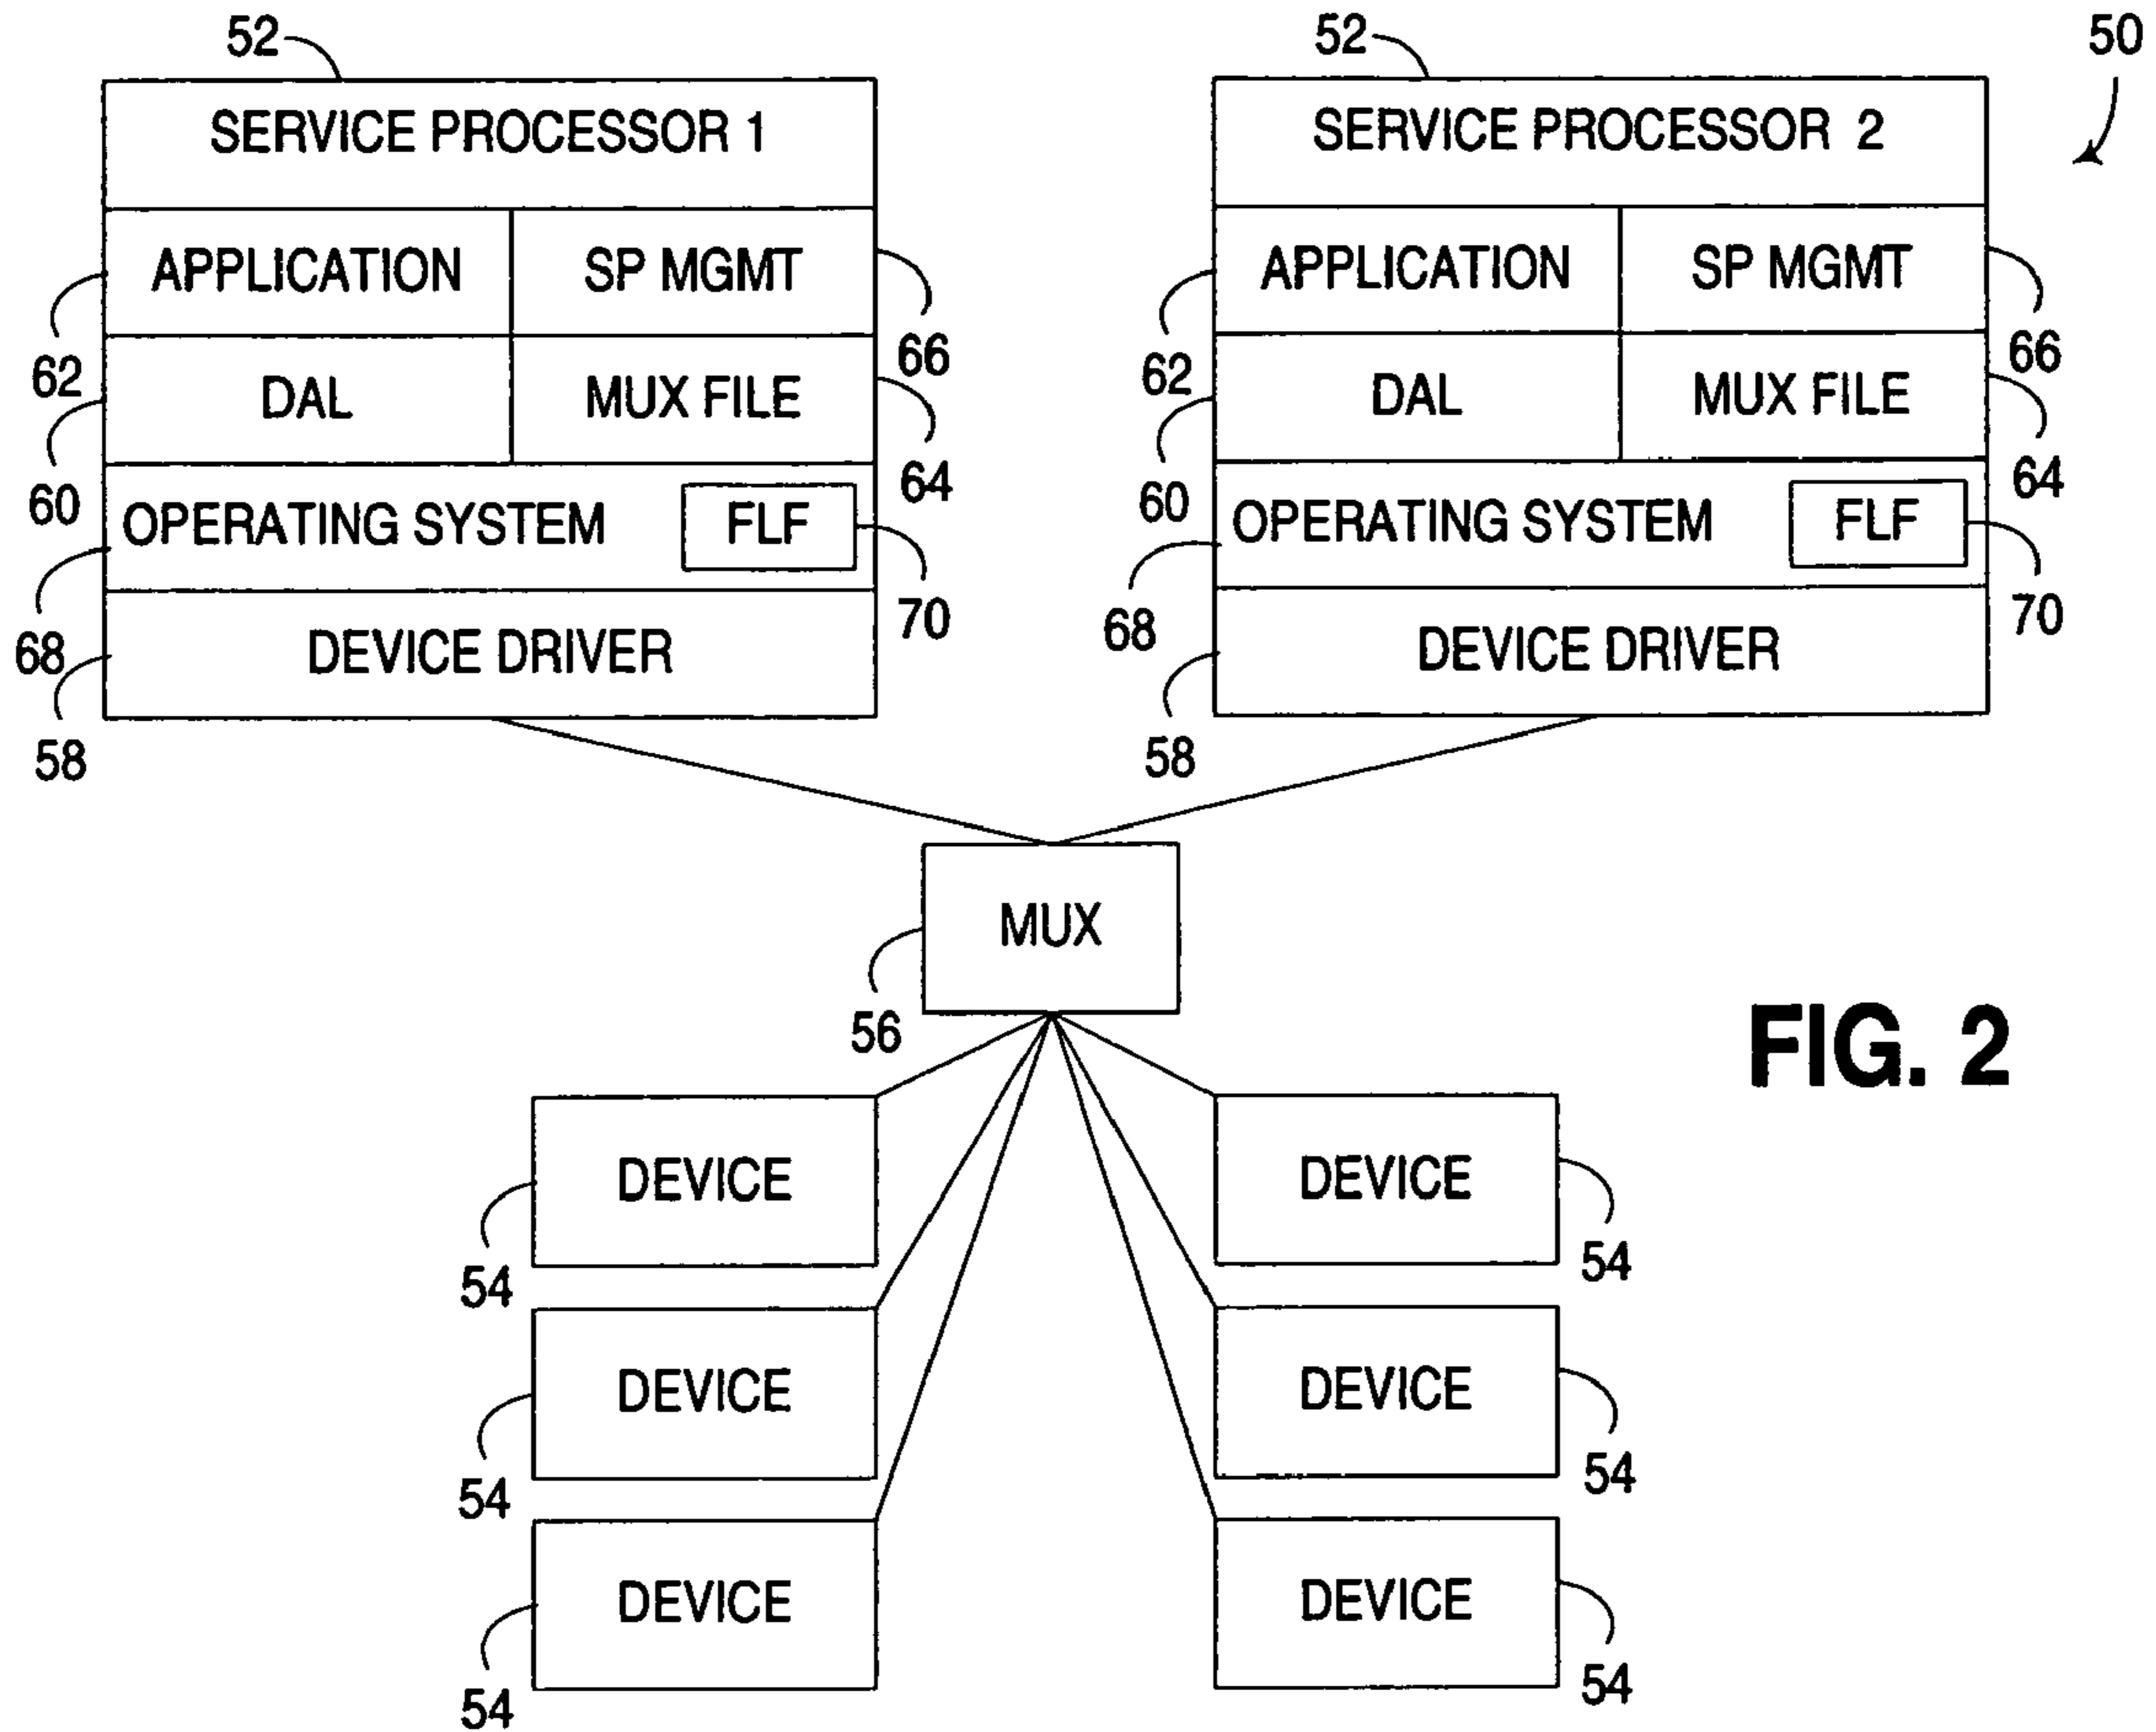 52
52
50
SERVICE PROCESSOR 1
SERVICE PROCESSOR 2
APPLICATION
SP MGMT
APPLICATION
SP MGMT
62
66
62
66
DAL
MUX FILE
DAL
MUX FILE
60
64
60
64
OPERATING SYSTEM
FLF
OPERATING SYSTEM
FLF
68
70
68
70
DEVICE DRIVER
DEVICE DRIVER
58
58
MUX
56
FIG. 2
DEVICE
DEVICE
54
54
DEVICE
DEVICE
54
54
DEVICE
DEVICE
54
54